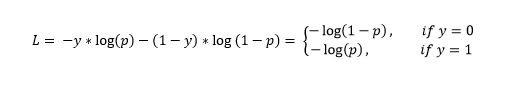 L = −y ∗ log(p) − (1 − y) ∗ log (1 − p) = { −log(1 − p), if y = 0
−log(p), if y = 1